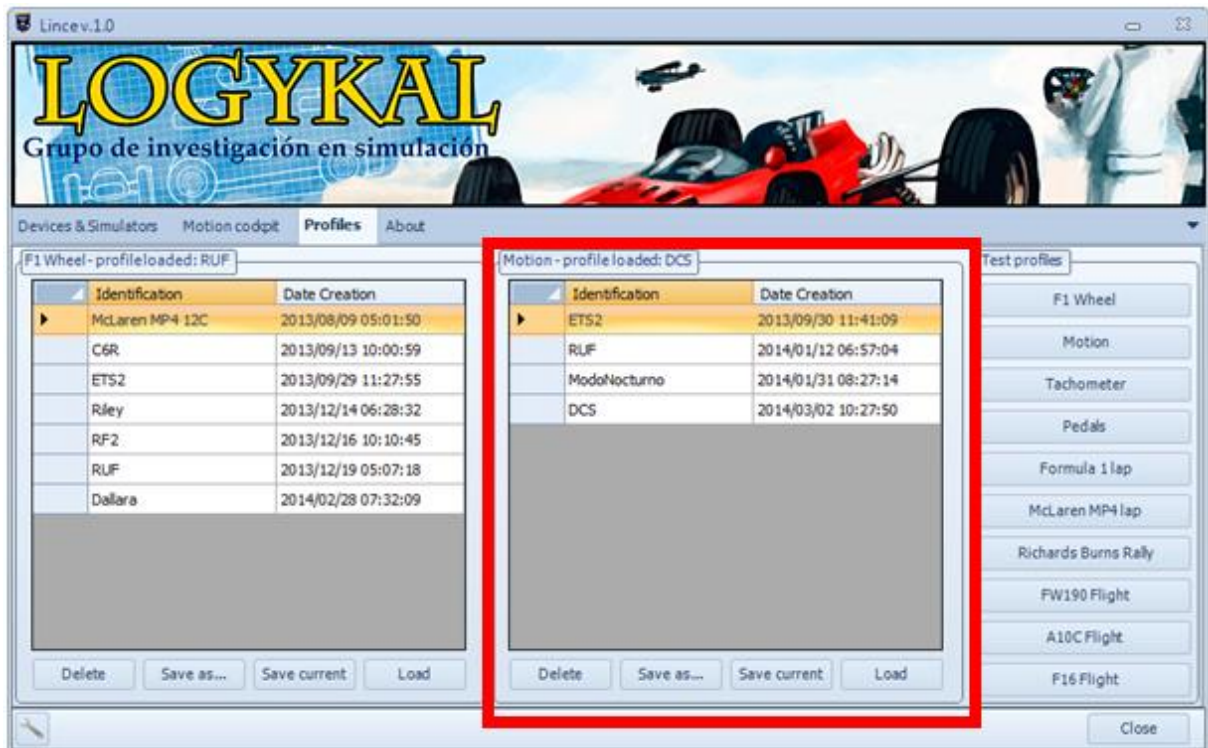 Lince v.1.0
LOGYKAL
Grupo de investigación en simulación
Devices & Simulators Motion codpit Profiles About
F1 Wheel - profile loaded: RUF
Identification Date Creation
McLaren MP4 12C 2013/08/09 05:01:50
C6R 2013/09/13 10:00:59
ETS2 2013/09/29 11:27:55
Riley 2013/12/14 06:28:32
RF2 2013/12/16 10:10:45
RUF 2013/12/19 05:07:18
Dallara 2014/02/28 07:32:09
Delete Save as... Save current Load
Motion - profile loaded: DCS
Identification Date Creation
ETS2 2013/09/30 11:41:09
RUF 2014/01/12 06:57:04
ModoNocturno 2014/01/31 08:27:14
DCS 2014/03/02 10:27:50
Delete Save as... Save current Load
Test profiles
F1 Wheel
Motion
Tachometer
Pedals
Formula 1 lap
McLaren MP4 lap
Richards Burns Rally
FW190 Flight
A10C Flight
F16 Flight
Close